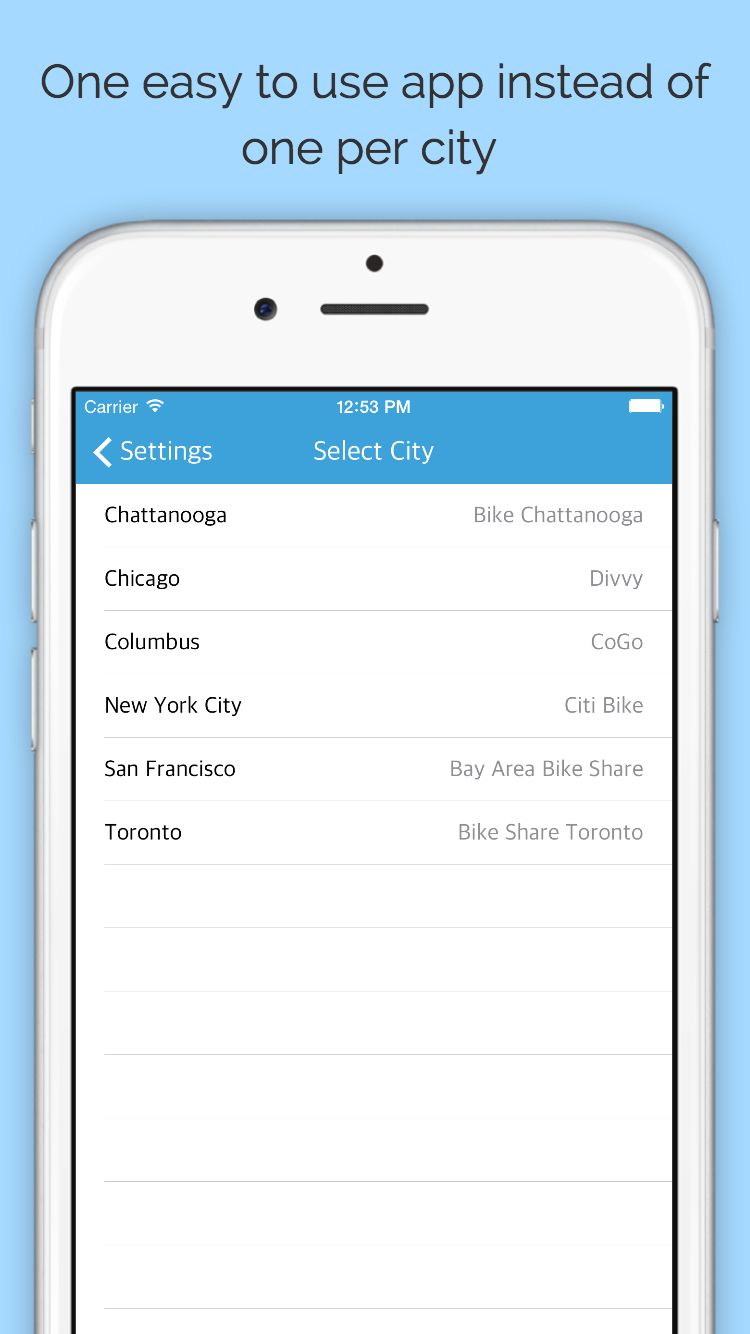 One easy to use app instead of
one per city
Carrier 12:53 PM
Settings Select City
Chattanooga Bike Chattanooga
Chicago Divvy
Columbus CoGo
New York City Citi Bike
San Francisco Bay Area Bike Share
Toronto Bike Share Toronto